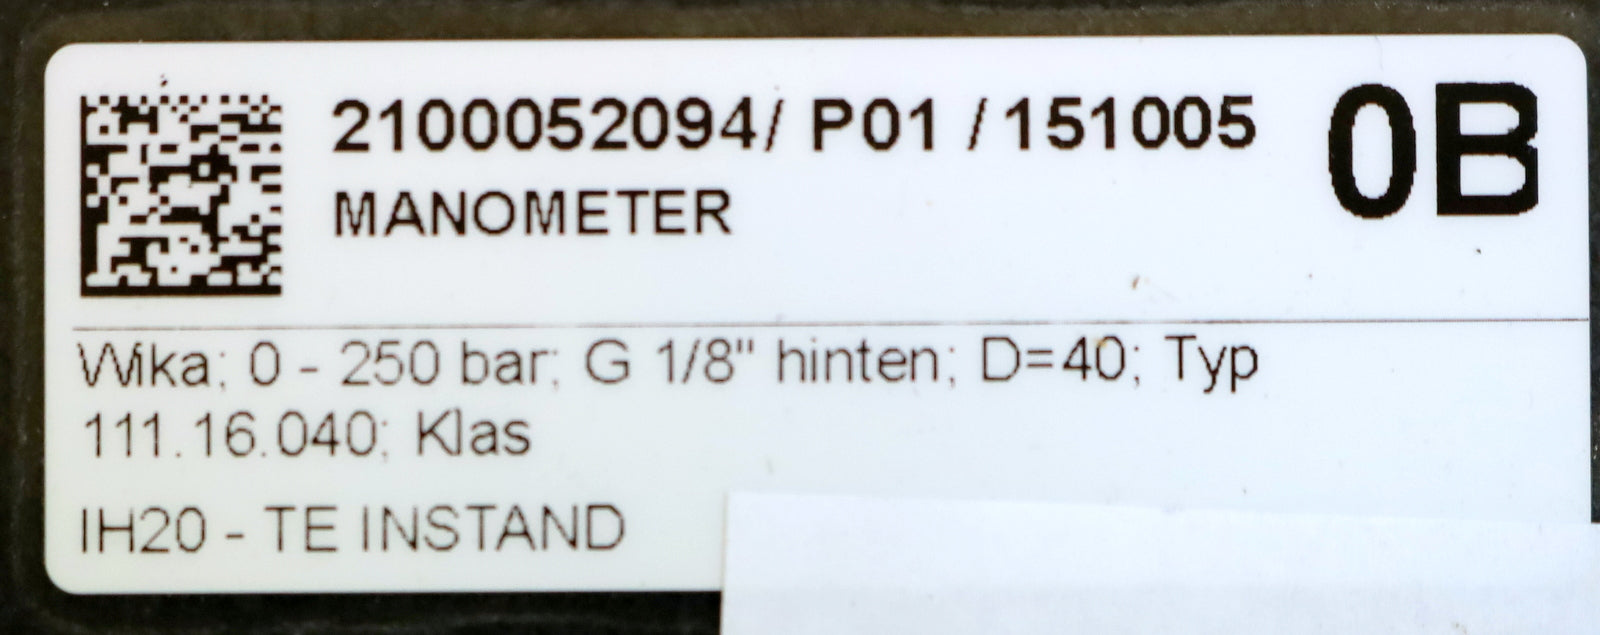 2100052094/ P01 / 151005 0B
MANOMETER
Wika; 0 - 250 bar; G 1/8" hinten; D=40; Typ
111.16.040; Klas
IH20 - TE INSTAND